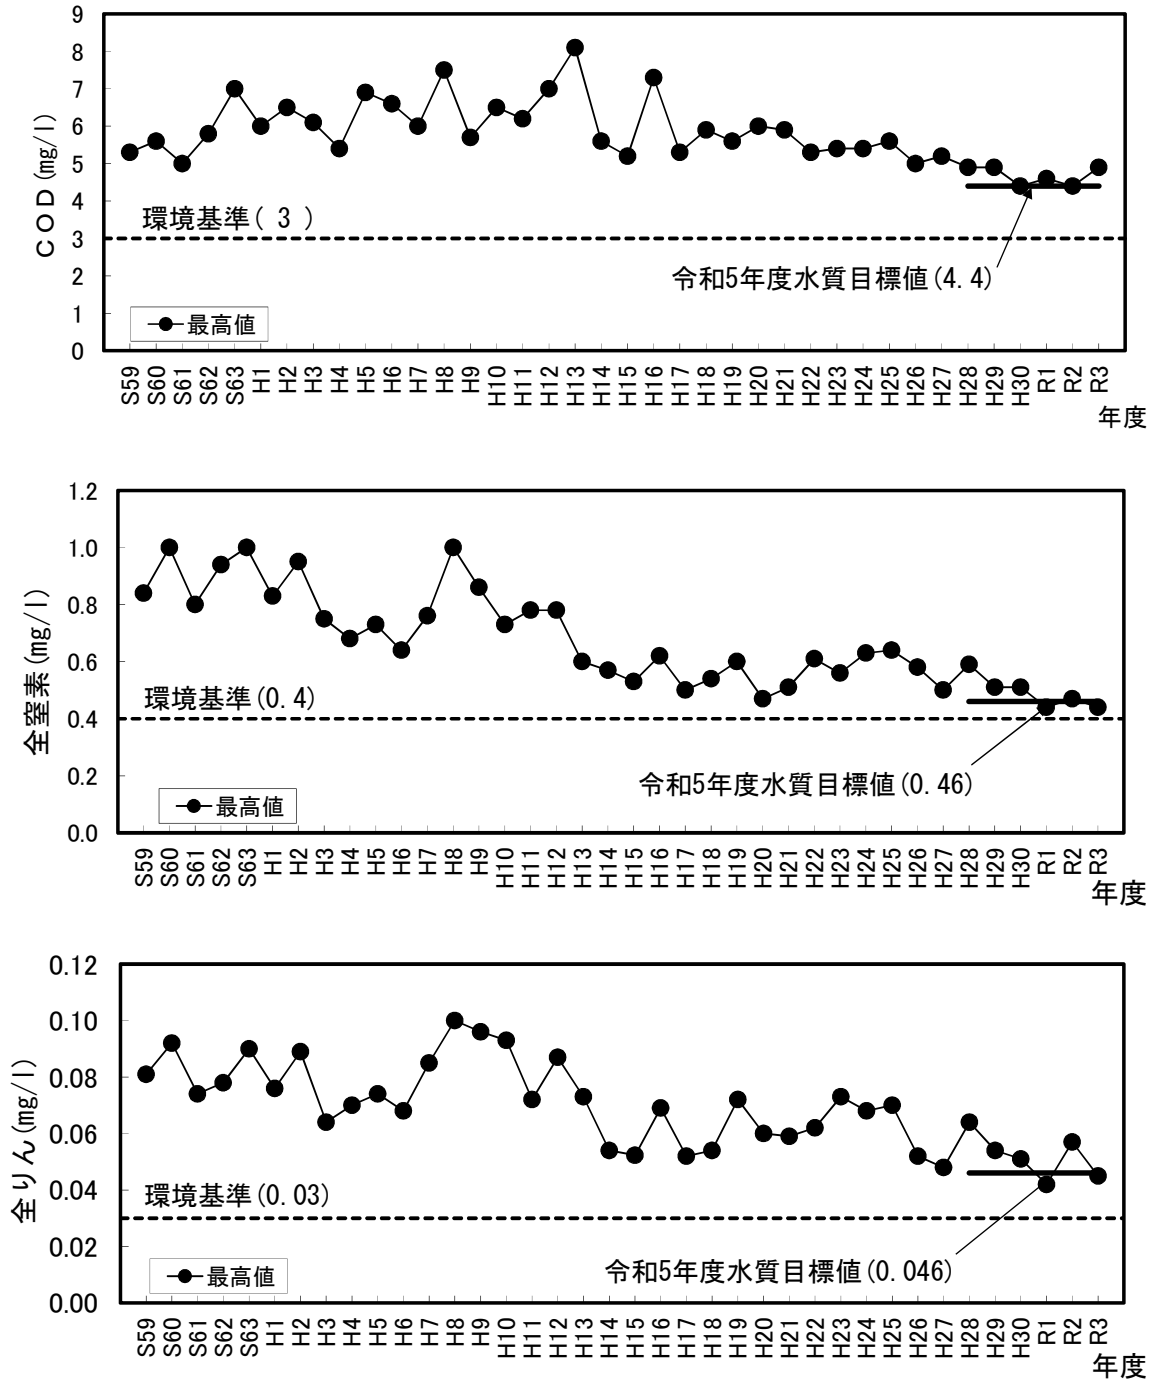 9
8
7
6
5
4
3
2
1
0
COD(mg/l)
環境基準( 3 )
令和5年度水質目標値(4.4)
最高値
S59 S60 S61 S62 S63 H1 H2 H3 H4 H5 H6 H7 H8 H9 H10 H11 H12 H13 H14 H15 H16 H17 H18 H19 H20 H21 H22 H23 H24 H25 H26 H27 H28 H29 H30 R1 R2 R3
年度
1.2
1.0
0.8
0.6
0.4
0.2
0.0
全窒素(mg/l)
環境基準(0.4)
令和5年度水質目標値(0.46)
最高値
S59 S60 S61 S62 S63 H1 H2 H3 H4 H5 H6 H7 H8 H9 H10 H11 H12 H13 H14 H15 H16 H17 H18 H19 H20 H21 H22 H23 H24 H25 H26 H27 H28 H29 H30 R1 R2 R3
年度
0.12
0.10
0.08
0.06
0.04
0.02
0.00
全りん(mg/l)
環境基準(0.03)
令和5年度水質目標値(0.046)
最高値
S59 S60 S61 S62 S63 H1 H2 H3 H4 H5 H6 H7 H8 H9 H10 H11 H12 H13 H14 H15 H16 H17 H18 H19 H20 H21 H22 H23 H24 H25 H26 H27 H28 H29 H30 R1 R2 R3
年度